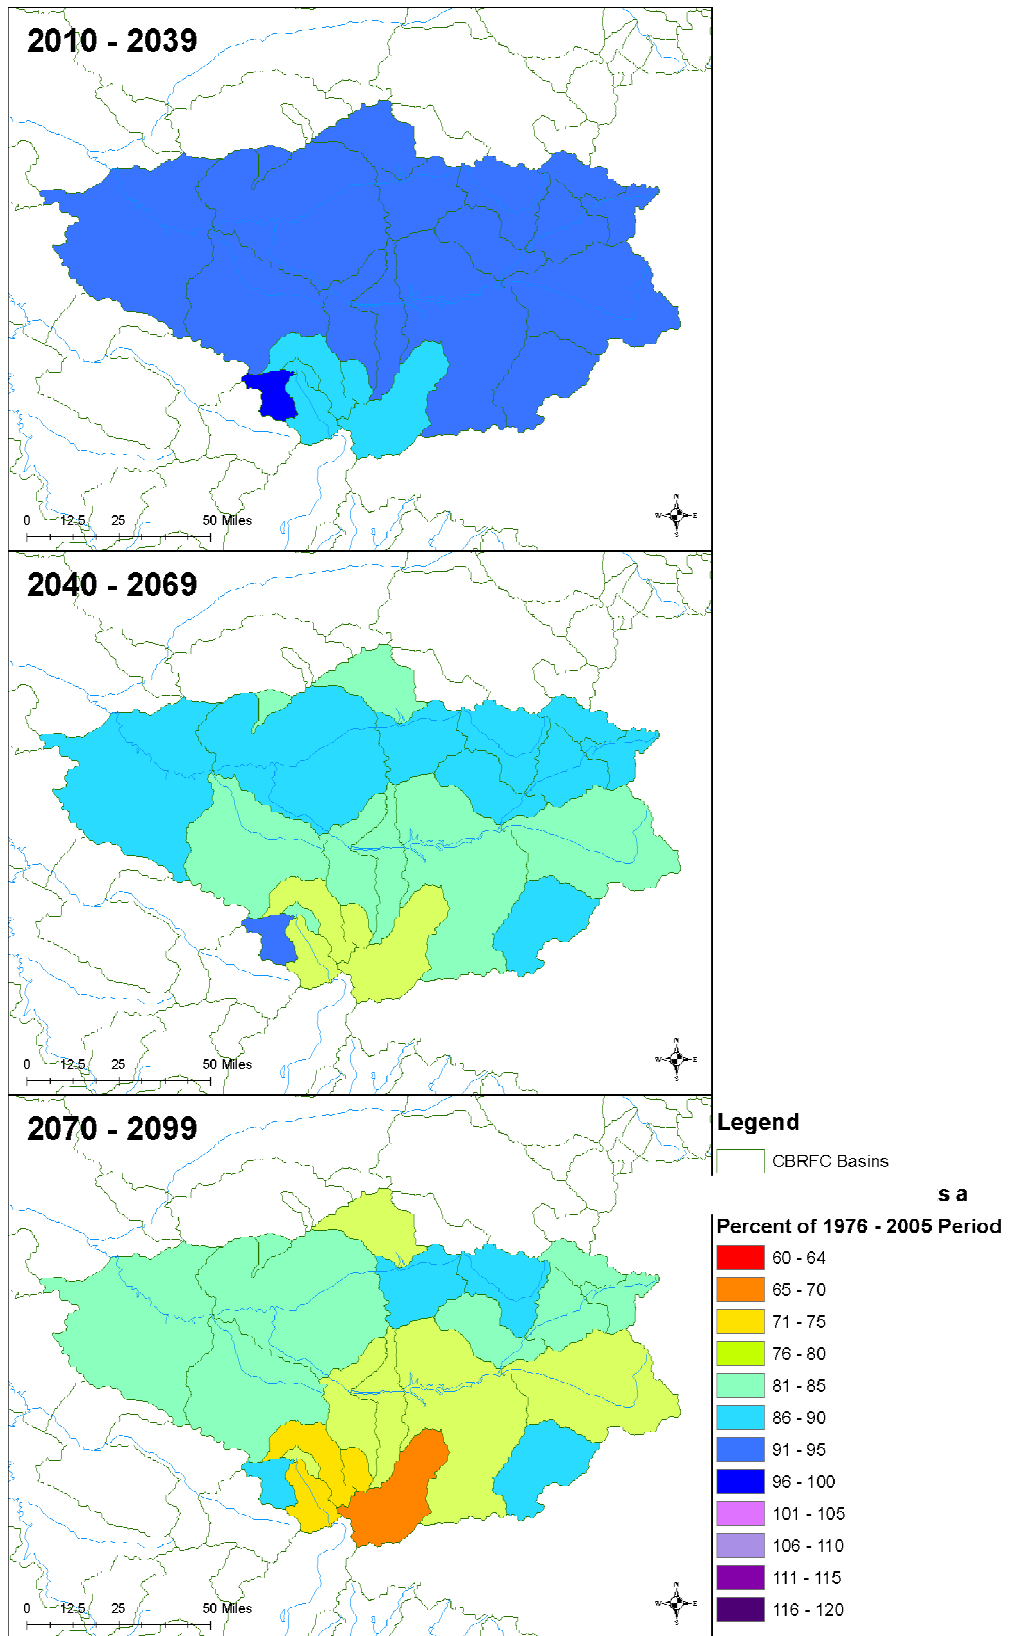 2010 - 2039
0 12.5 25 50 Miles
N
W E
S
2040 - 2069
0 12.5 25 50 Miles
N
W E
S
2070 - 2099
0 12.5 25 50 Miles
N
W E
S
Legend
CBRFC Basins
s a
Percent of 1976 - 2005 Period
60 - 64
65 - 70
71 - 75
76 - 80
81 - 85
86 - 90
91 - 95
96 - 100
101 - 105
106 - 110
111 - 115
116 - 120